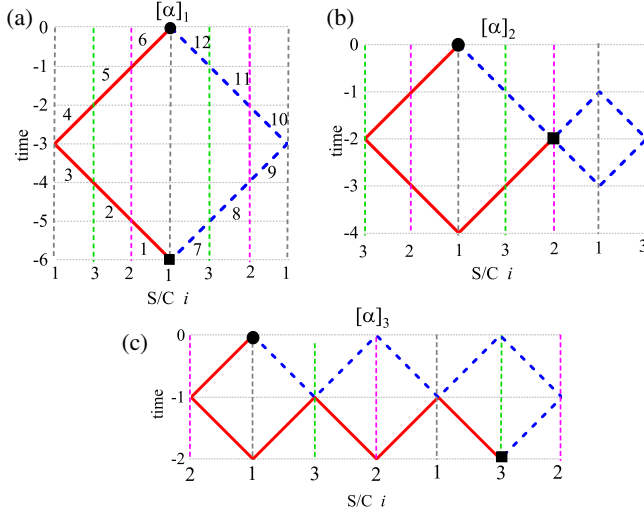 (a) [α]₁
0
-1
-2
-3
-4
-5
-6
time
6 12
5 11
4 10
3 9
2 8
1 7
1 3 2 1 3 2 1
S/C i
(b) [α]₂
0
-1
-2
-3
-4
time
3 2 1 3 2 1 3
S/C i
(c) [α]₃
0
-1
-2
time
2 1 3 2 1 3 2
S/C i